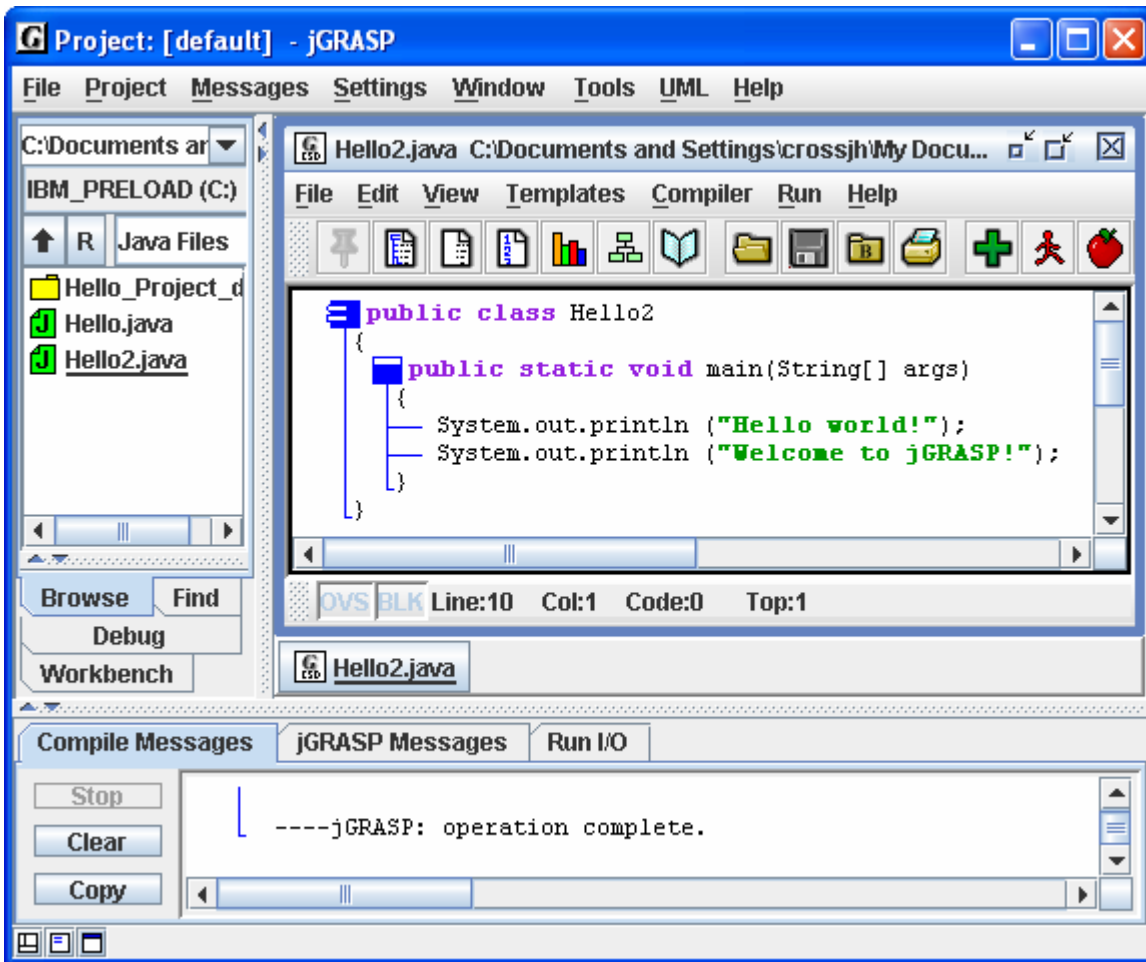 Project: [default] - jGRASP
File Project Messages Settings Window Tools UML Help
C:\Documents ar
IBM_PRELOAD (C:)
R Java Files
Hello_Project_d
Hello.java
Hello2.java
Browse Find
Debug
Workbench
Hello2.java C:\Documents and Settings\crossjh\My Docu...
File Edit View Templates Compiler Run Help
public class Hello2
{
public static void main(String[] args)
{
System.out.println ("Hello world!");
System.out.println ("Welcome to jGRASP!");
}
}
OVS BLK Line:10 Col:1 Code:0 Top:1
Hello2.java
Compile Messages jGRASP Messages Run I/O
Stop
Clear
Copy
----jGRASP: operation complete.